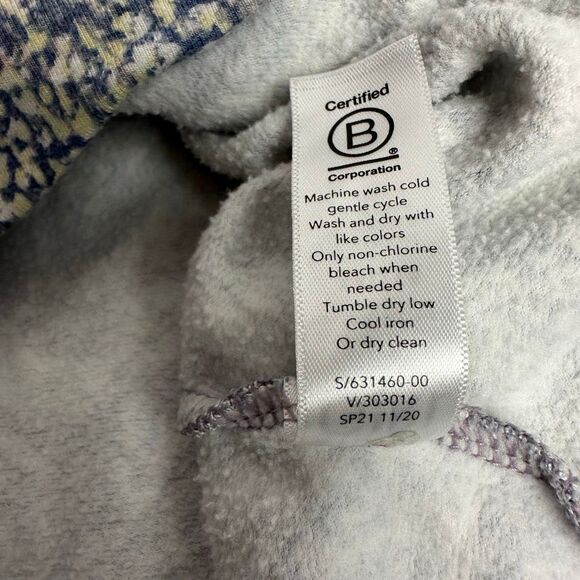 Certified
B
®
Corporation
Machine wash cold
gentle cycle
Wash and dry with
like colors
Only non-chlorine
bleach when
needed
Tumble dry low
Cool iron
Or dry clean
S/631460-00
V/303016
SP21 11/20